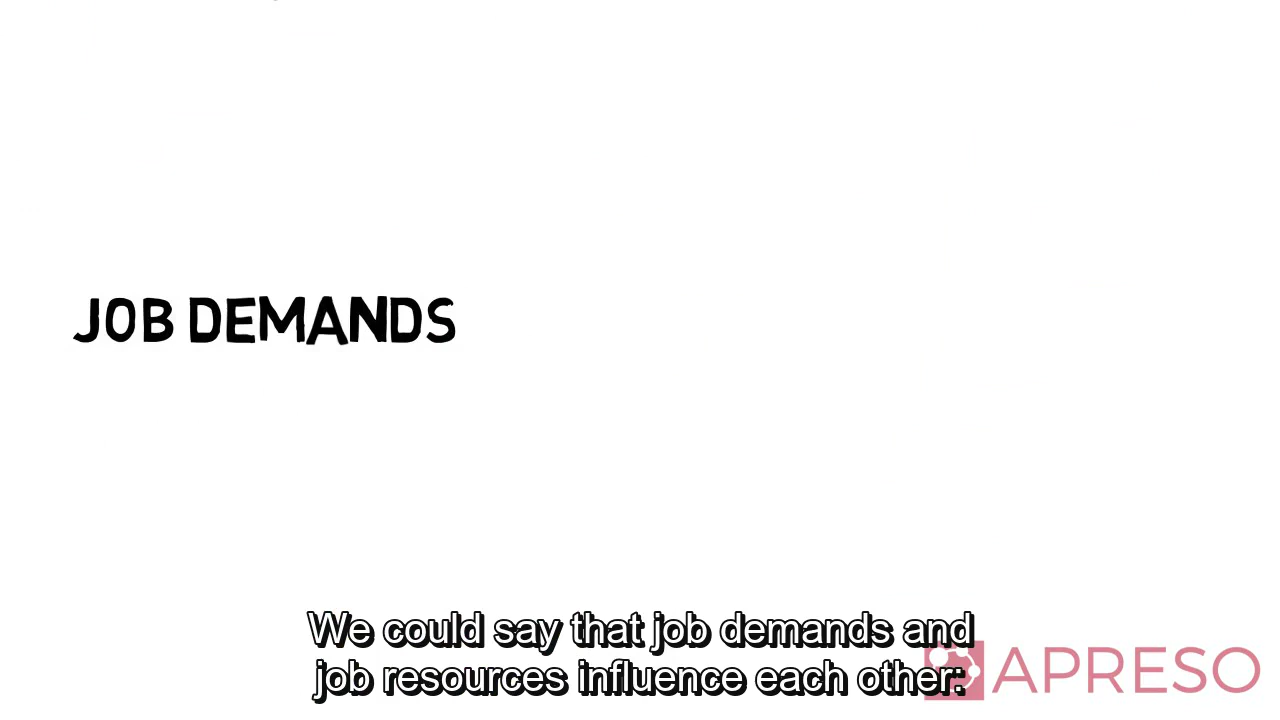 JOB DEMANDS
We could say that job demands and
job resources influence each other:
APRESO